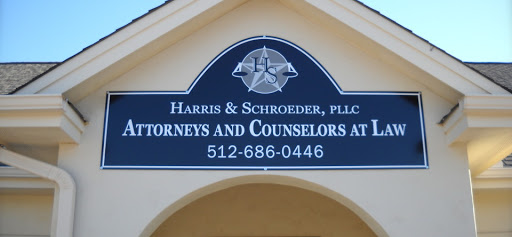 HS
HARRIS & SCHROEDER, PLLC
ATTORNEYS AND COUNSELORS AT LAW
512-686-0446